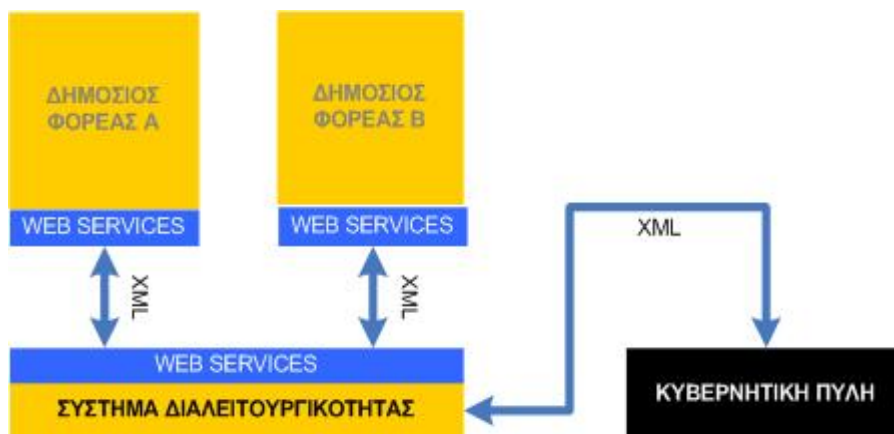 ΔΗΜΟΣΙΟΣ
ΦΟΡΕΑΣ Α
ΔΗΜΟΣΙΟΣ
ΦΟΡΕΑΣ Β
WEB SERVICES
WEB SERVICES
XML
XML
XML
WEB SERVICES
ΣΥΣΤΗΜΑ ΔΙΑΛΕΙΤΟΥΡΓΙΚΟΤΗΤΑΣ
ΚΥΒΕΡΝΗΤΙΚΗ ΠΥΛΗ